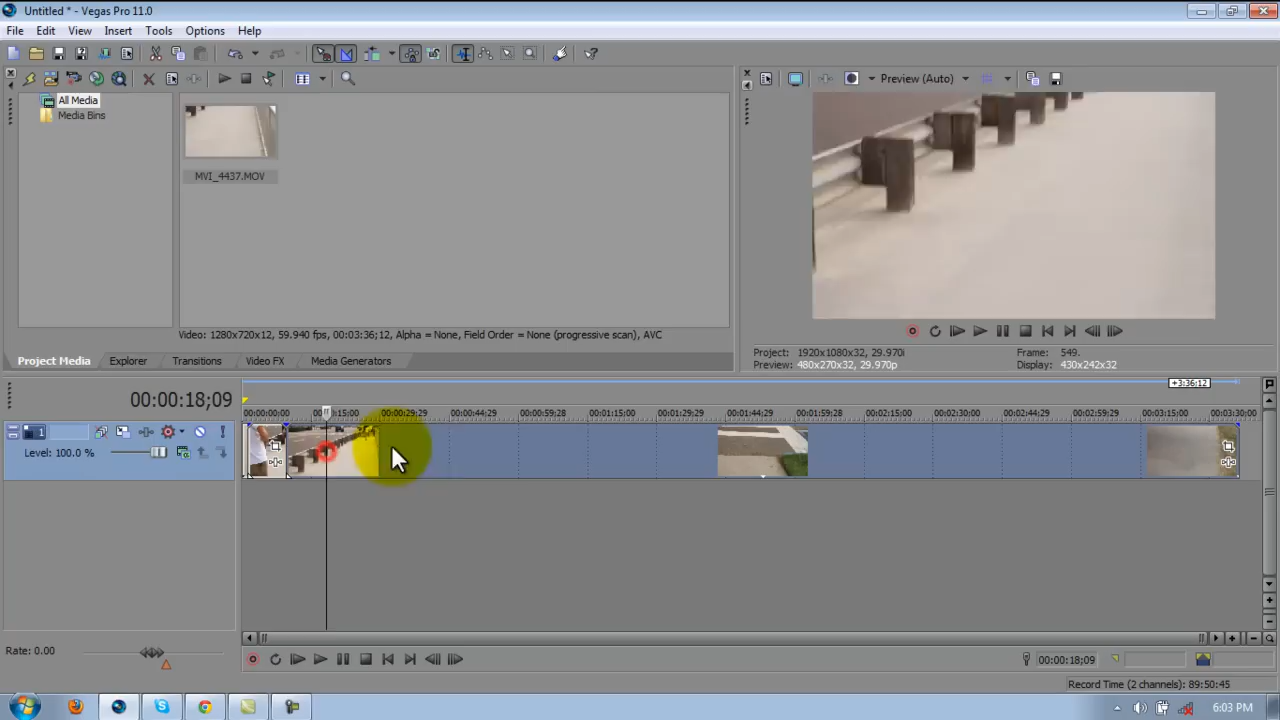 Untitled * - Vegas Pro 11.0
File Edit View Insert Tools Options Help
All Media
Media Bins
MVI_4437.MOV
Video: 1280x720x12, 59.940 fps, 00:03:36;12, Alpha = None, Field Order = None (progressive scan), AVC
Project Media Explorer Transitions Video FX Media Generators
Preview (Auto)
Project: 1920x1080x32, 29.970i Frame: 549.
Preview: 480x270x32, 29.970p Display: 430x242x32
+3:36;12
00:00:18;09
00:00:00:00 00:00:29:29 00:00:44:29 00:00:59:28 00:01:15:00 00:01:29:29 00:01:44:29 00:01:59:28 00:02:15:00 00:02:29:29 00:02:44:29 00:02:59:28 00:03:15:00 00:03:30:00
1
Level: 100.0 %
Rate: 0.00
00:00:18;09
Record Time (2 channels): 89:50:45
6:03 PM